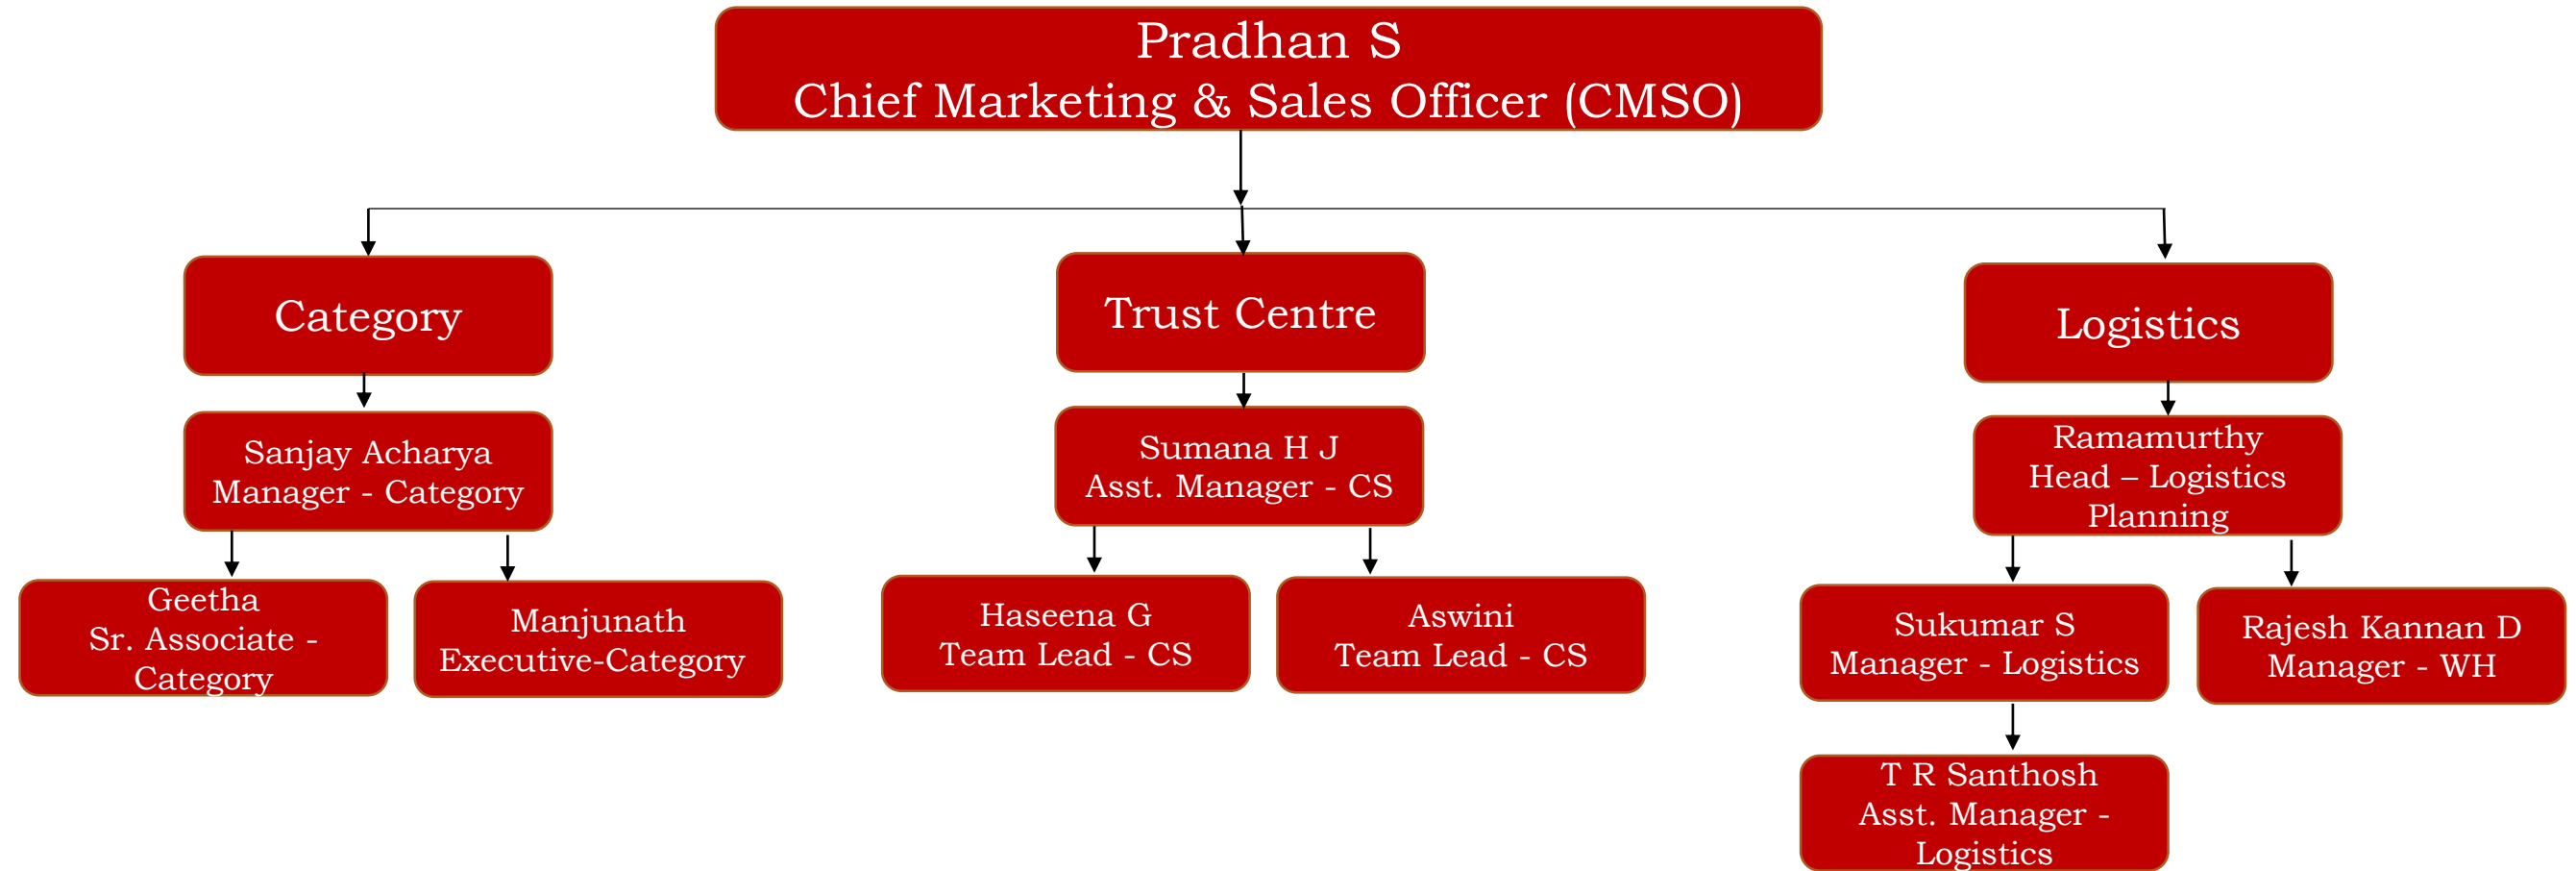 Pradhan S
Chief Marketing & Sales Officer (CMSO)
Category
Trust Centre
Logistics
Sanjay Acharya
Manager - Category
Sumana H J
Asst. Manager - CS
Ramamurthy
Head – Logistics
Planning
Geetha
Sr. Associate -
Category
Manjunath
Executive-Category
Haseena G
Team Lead - CS
Aswini
Team Lead - CS
Sukumar S
Manager - Logistics
Rajesh Kannan D
Manager - WH
T R Santhosh
Asst. Manager -
Logistics